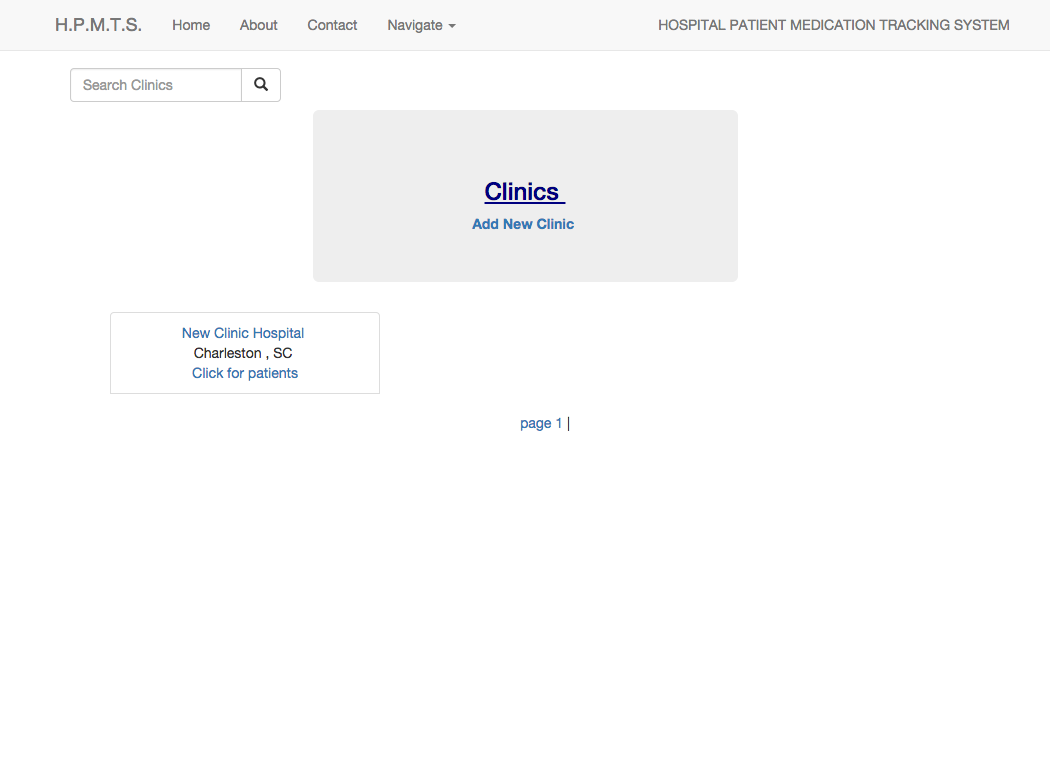 H.P.M.T.S. Home About Contact Navigate HOSPITAL PATIENT MEDICATION TRACKING SYSTEM
Search Clinics
Clinics
Add New Clinic
New Clinic Hospital
Charleston , SC
Click for patients
page 1 |